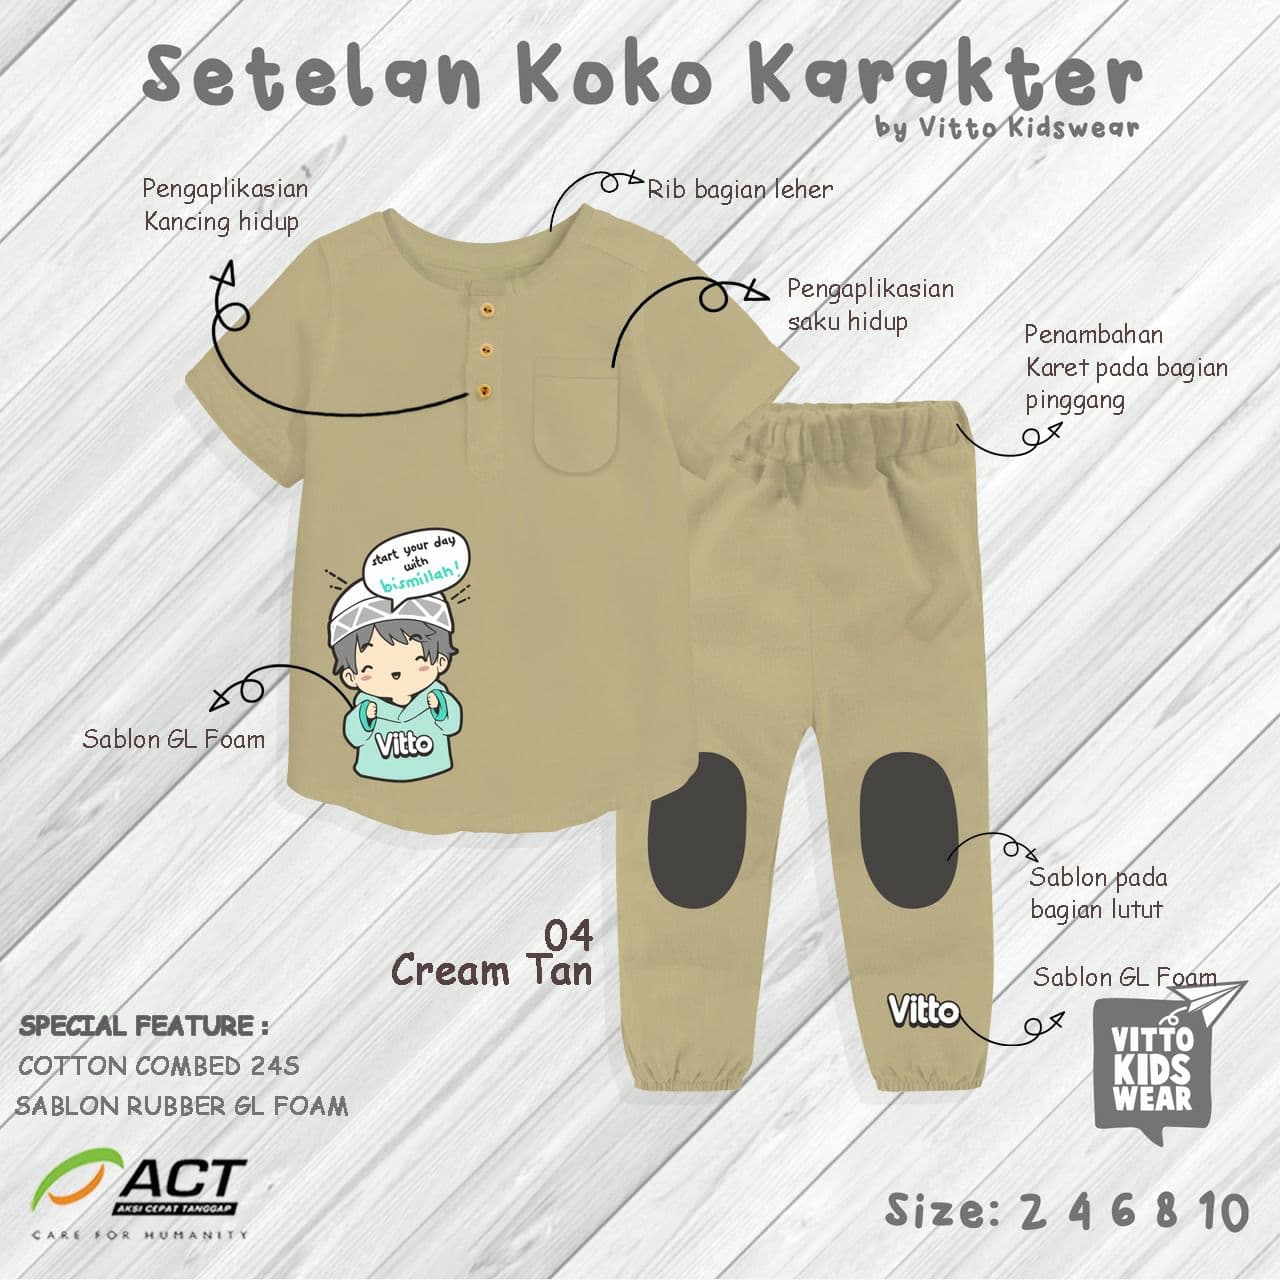 Setelan Koko Karakter
by Vitto Kidswear
Pengaplikasian
Kancing hidup
Rib bagian leher
Pengaplikasian
saku hidup
Penambahan
Karet pada bagian
pinggang
start your day
with
bismillah!
Vitto
Sablon GL Foam
Sablon pada
bagian lutut
04
Cream Tan
Sablon GL Foam
Vitto
VITTO
KIDS
WEAR
SPECIAL FEATURE :
COTTON COMBED 24S
SABLON RUBBER GL FOAM
ACT
AKSI CEPAT TANGGAP
CARE FOR HUMANITY
Size: 2 4 6 8 10